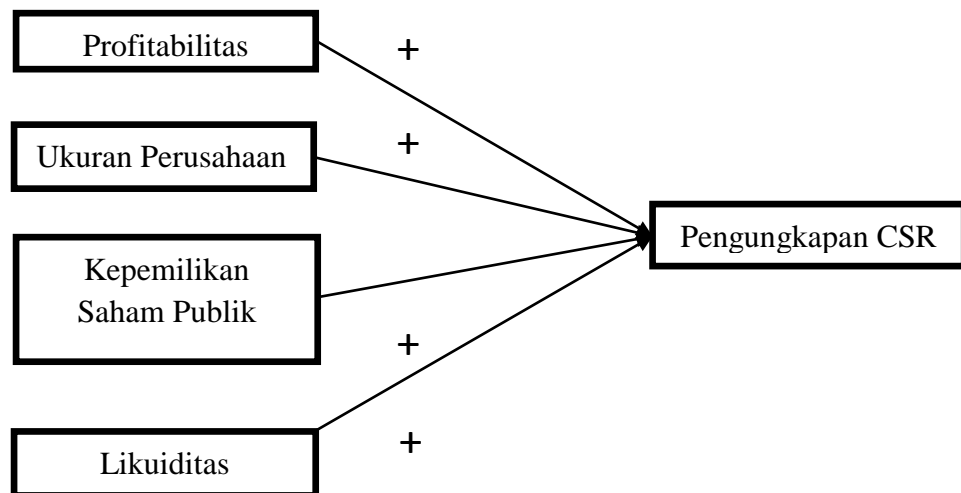 Profitabilitas
+
+
Ukuran Perusahaan
Pengungkapan CSR
Kepemilikan
Saham Publik
+
+
Likuiditas